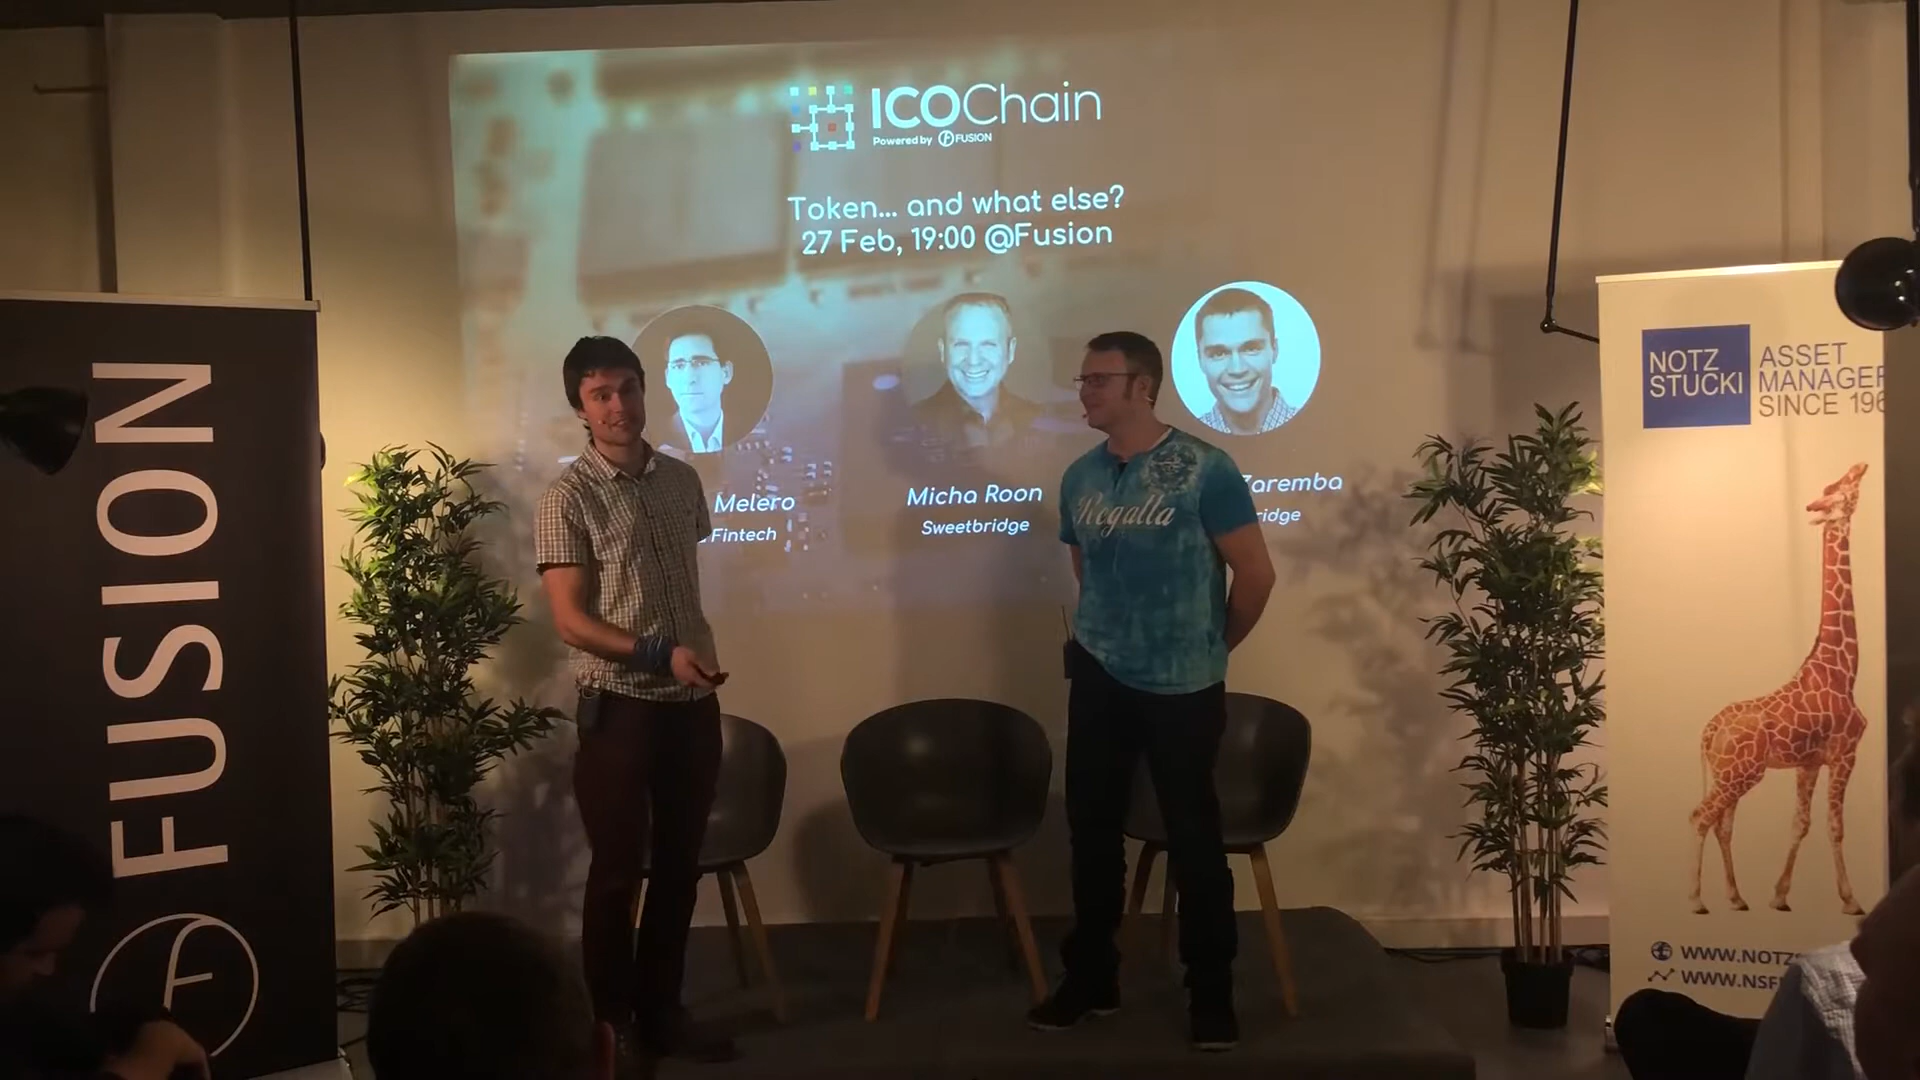 ICOChain
Powered by FUSION
Token... and what else?
27 Feb, 19:00 @Fusion
Melero
Fintech
Micha Roon
Sweetbridge
Zaremba
ridge
FUSION
Regatta
NOTZ
STUCKI
ASSET
MANAGER
SINCE 196
WWW.NOTZ
WWW.NSF